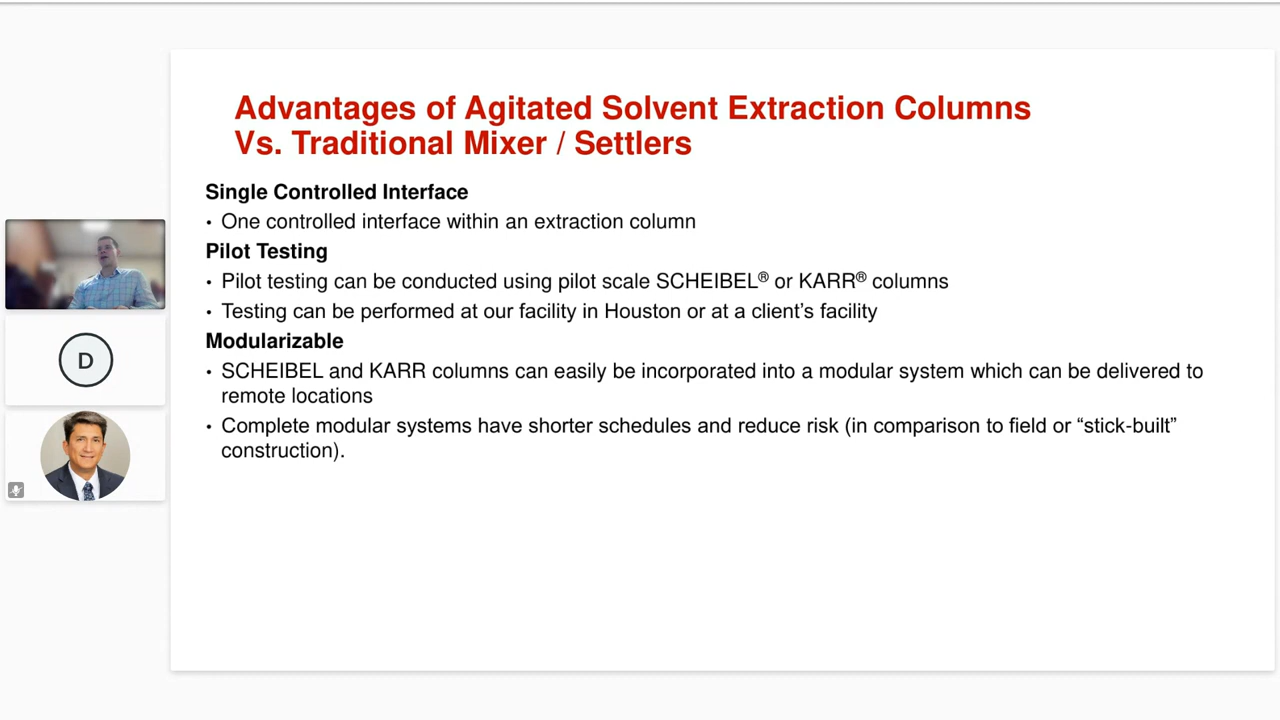 Advantages of Agitated Solvent Extraction Columns
Vs. Traditional Mixer / Settlers
Single Controlled Interface
• One controlled interface within an extraction column
Pilot Testing
• Pilot testing can be conducted using pilot scale SCHEIBEL® or KARR® columns
• Testing can be performed at our facility in Houston or at a client’s facility
Modularizable
• SCHEIBEL and KARR columns can easily be incorporated into a modular system which can be delivered to
remote locations
• Complete modular systems have shorter schedules and reduce risk (in comparison to field or “stick-built”
construction).
D